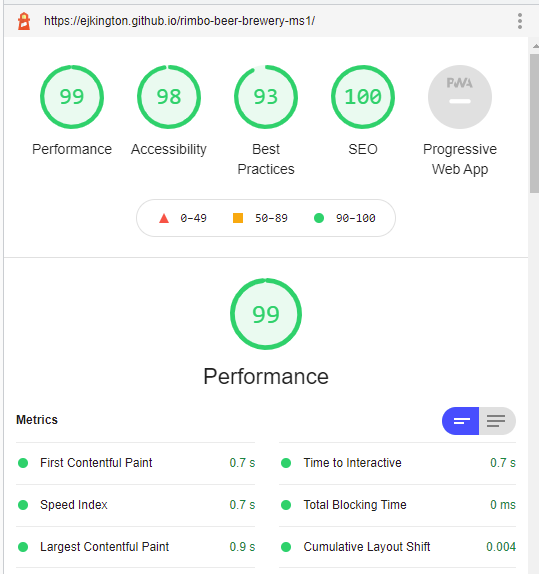 https://ejkington.github.io/rimbo-beer-brewery-ms1/
99 98 93 100 PWA
Performance Accessibility Best Practices SEO Progressive Web App
0–49 50–89 90–100
99
Performance
Metrics
First Contentful Paint 0.7 s
Time to Interactive 0.7 s
Speed Index 0.7 s
Total Blocking Time 0 ms
Largest Contentful Paint 0.9 s
Cumulative Layout Shift 0.004